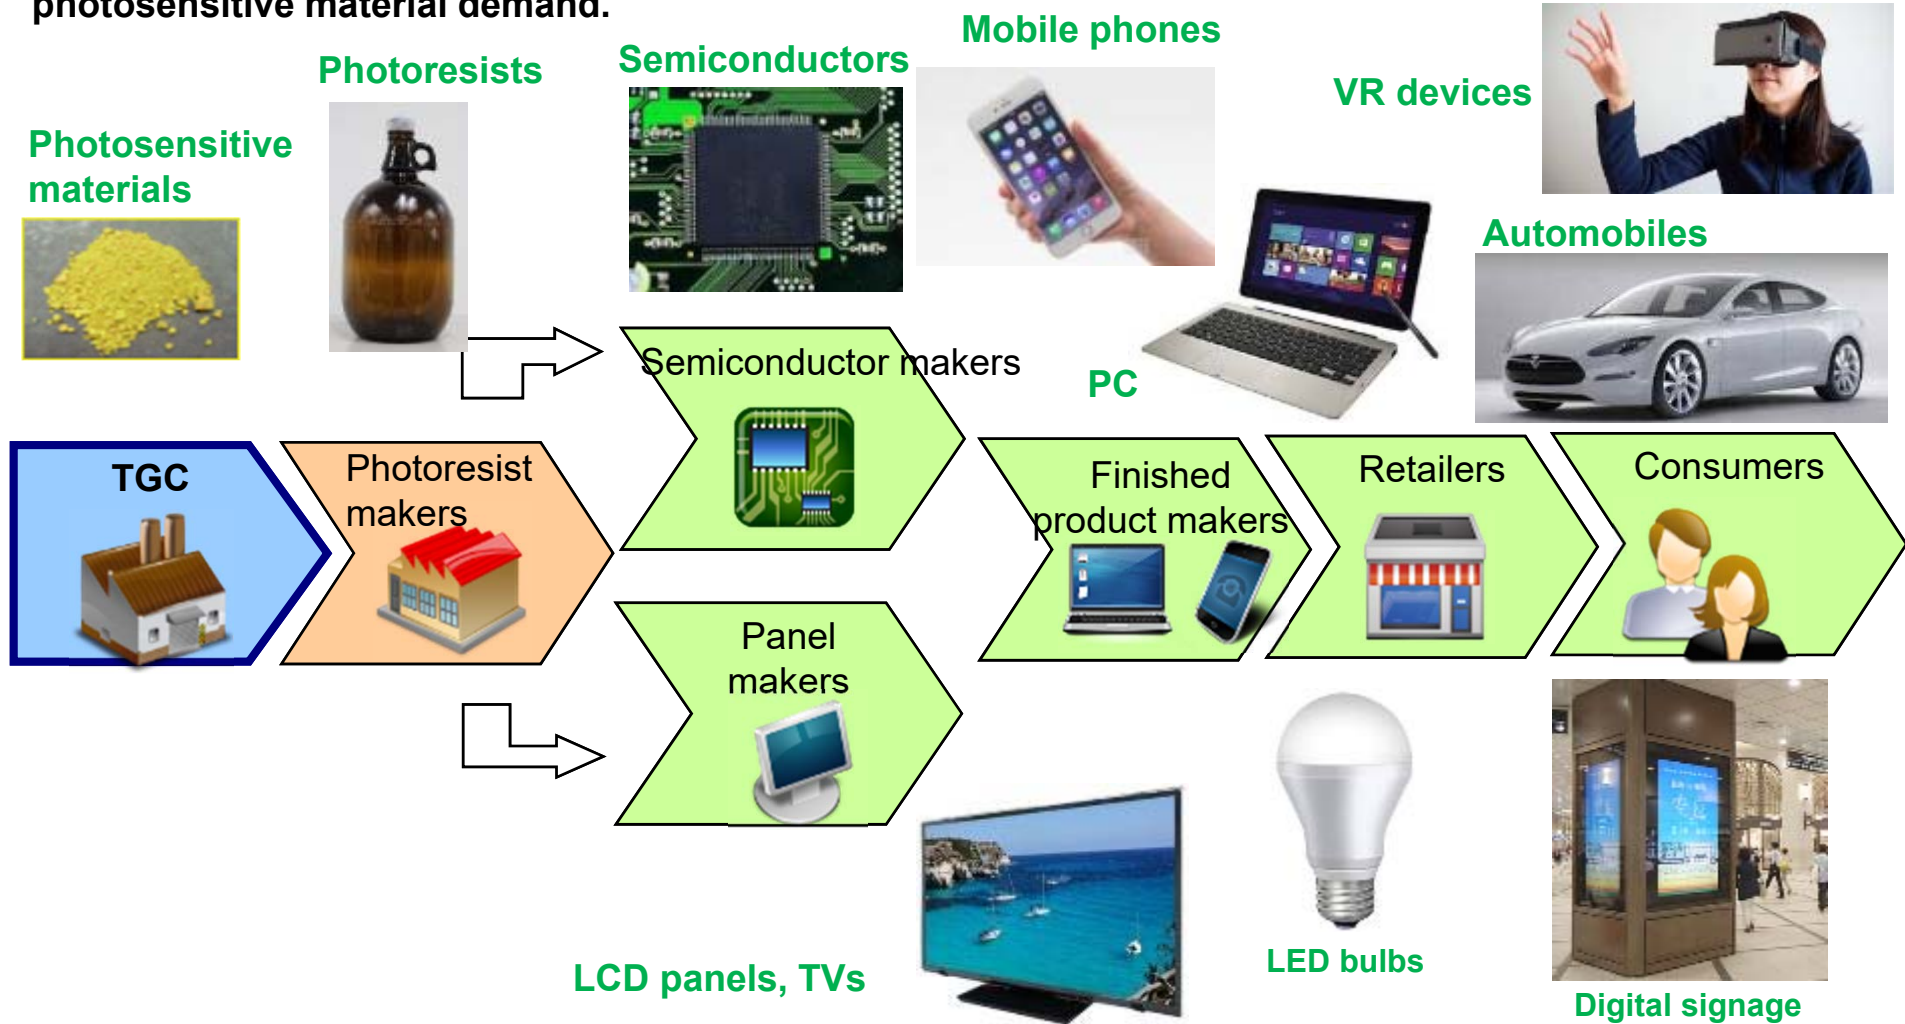 photosensitive material demand.
Mobile phones
Semiconductors
Photoresists
VR devices
Photosensitive
materials
Automobiles
Semiconductor makers
PC
TGC
Photoresist
makers
Finished
product makers
Retailers
Consumers
Panel
makers
LCD panels, TVs
LED bulbs
Digital signage